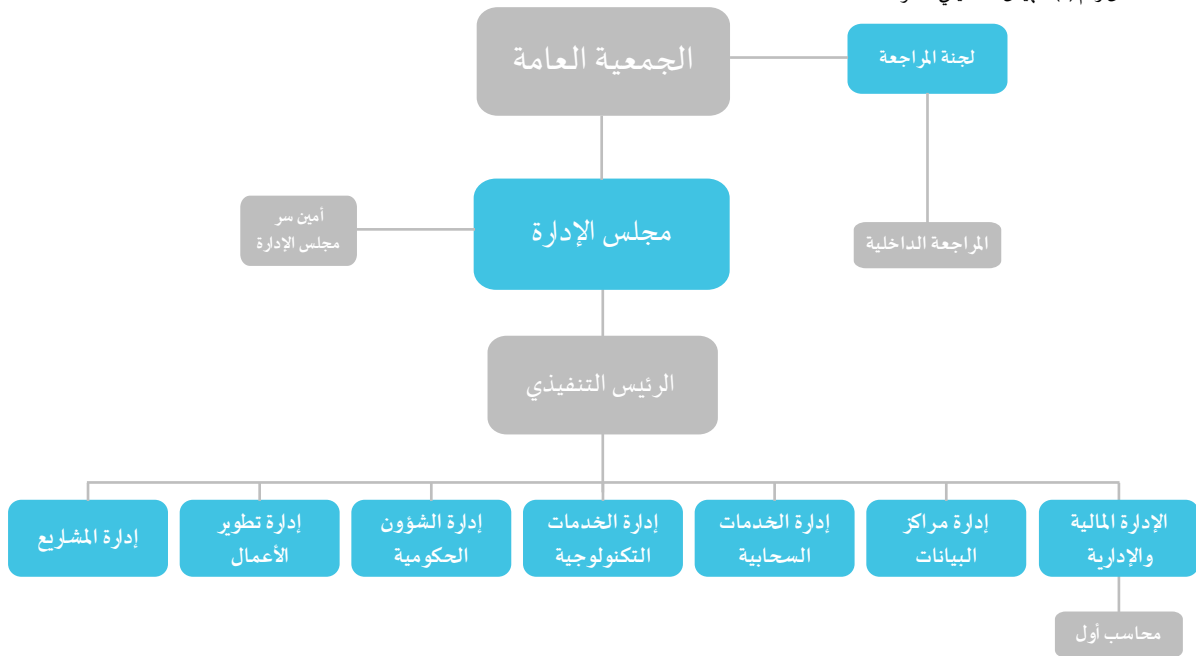 الجمعية العامة
لجنة المراجعة
أمين سر
مجلس الإدارة
مجلس الإدارة
المراجعة الداخلية
الرئيس التنفيذي
الإدارة المالية
والإدارية
إدارة مراكز
البيانات
إدارة الخدمات
السحابية
إدارة الخدمات
التكنولوجية
إدارة الشؤون
الحكومية
إدارة تطوير
الأعمال
إدارة المشاريع
محاسب أول